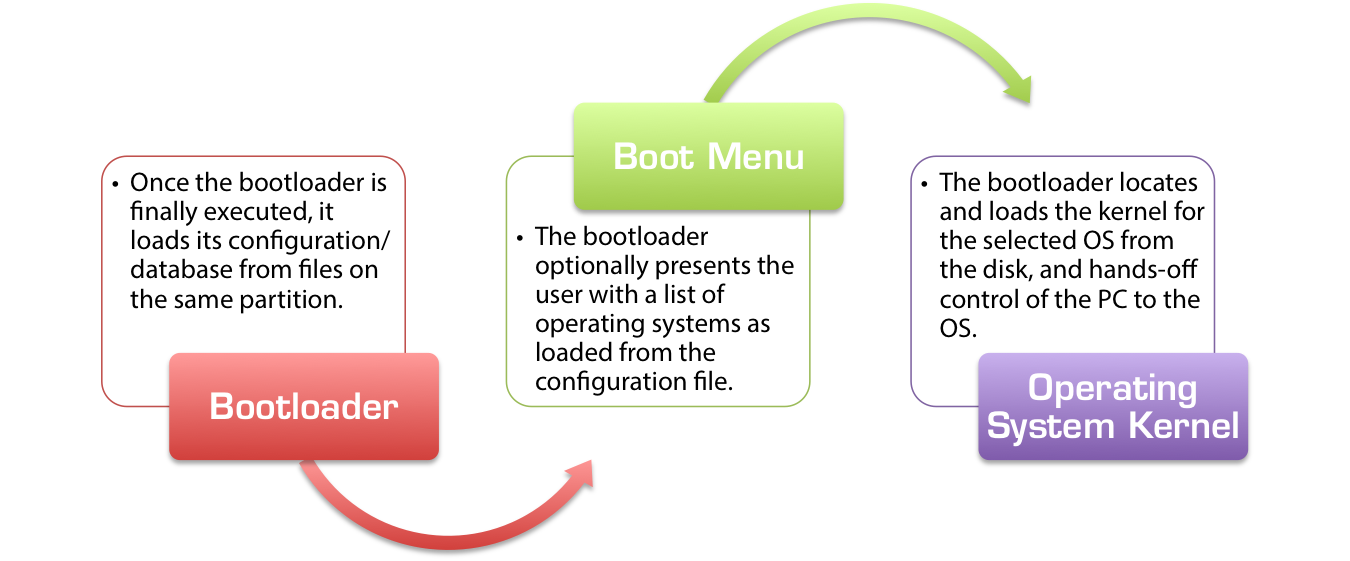 • Once the bootloader is
finally executed, it
loads its configuration/
database from files on
the same partition.
Bootloader
Boot Menu
• The bootloader
optionally presents the
user with a list of
operating systems as
loaded from the
configuration file.
• The bootloader locates
and loads the kernel for
the selected OS from
the disk, and hands-off
control of the PC to the
OS.
Operating
System Kernel